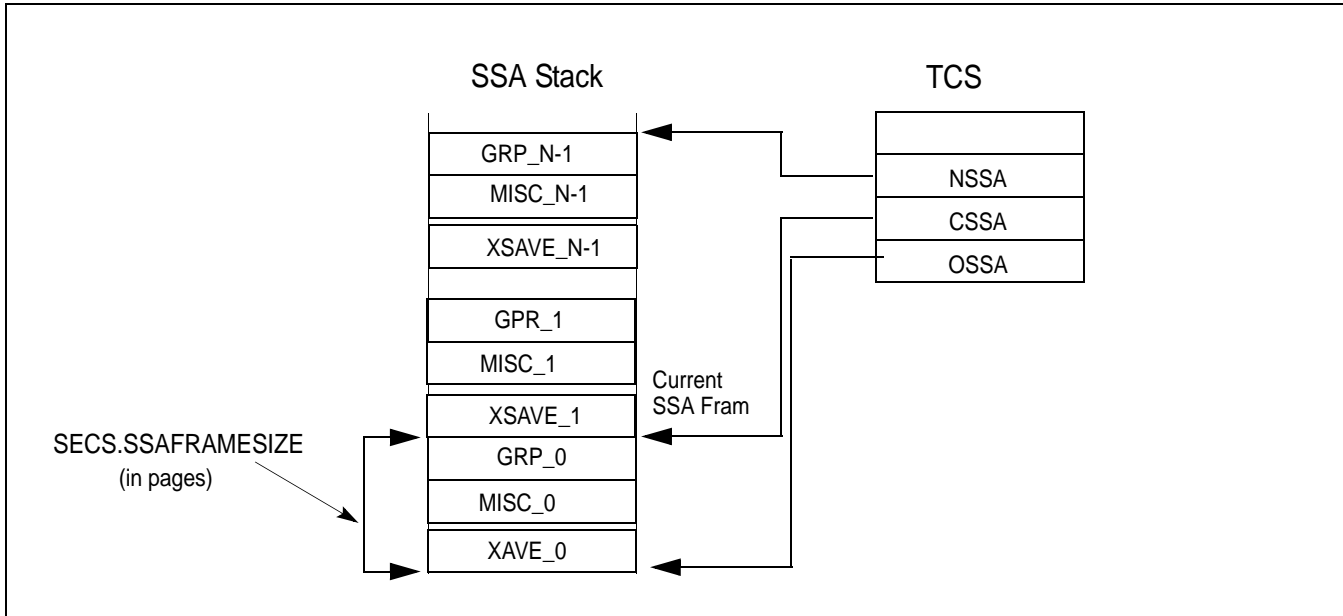 SSA Stack
TCS
GRP_N-1
MISC_N-1
XSAVE_N-1
GPR_1
MISC_1
XSAVE_1
GRP_0
MISC_0
XAVE_0
NSSA
CSSA
OSSA
Current
SSA Fram
SECS.SSAFRAMESIZE
(in pages)